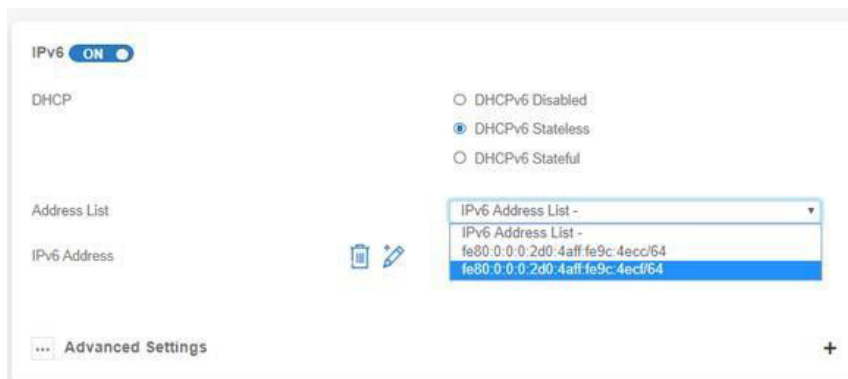 IPv6 ON
DHCP
DHCPv6 Disabled
DHCPv6 Stateless
DHCPv6 Stateful
Address List
IPv6 Address List -
IPv6 Address List -
fe80:0:0:0:2d0:4aff:fe9c:4ecc/64
IPv6 Address
fe80:0:0:0:2d0:4aff:fe9c:4ecf/64
... Advanced Settings +